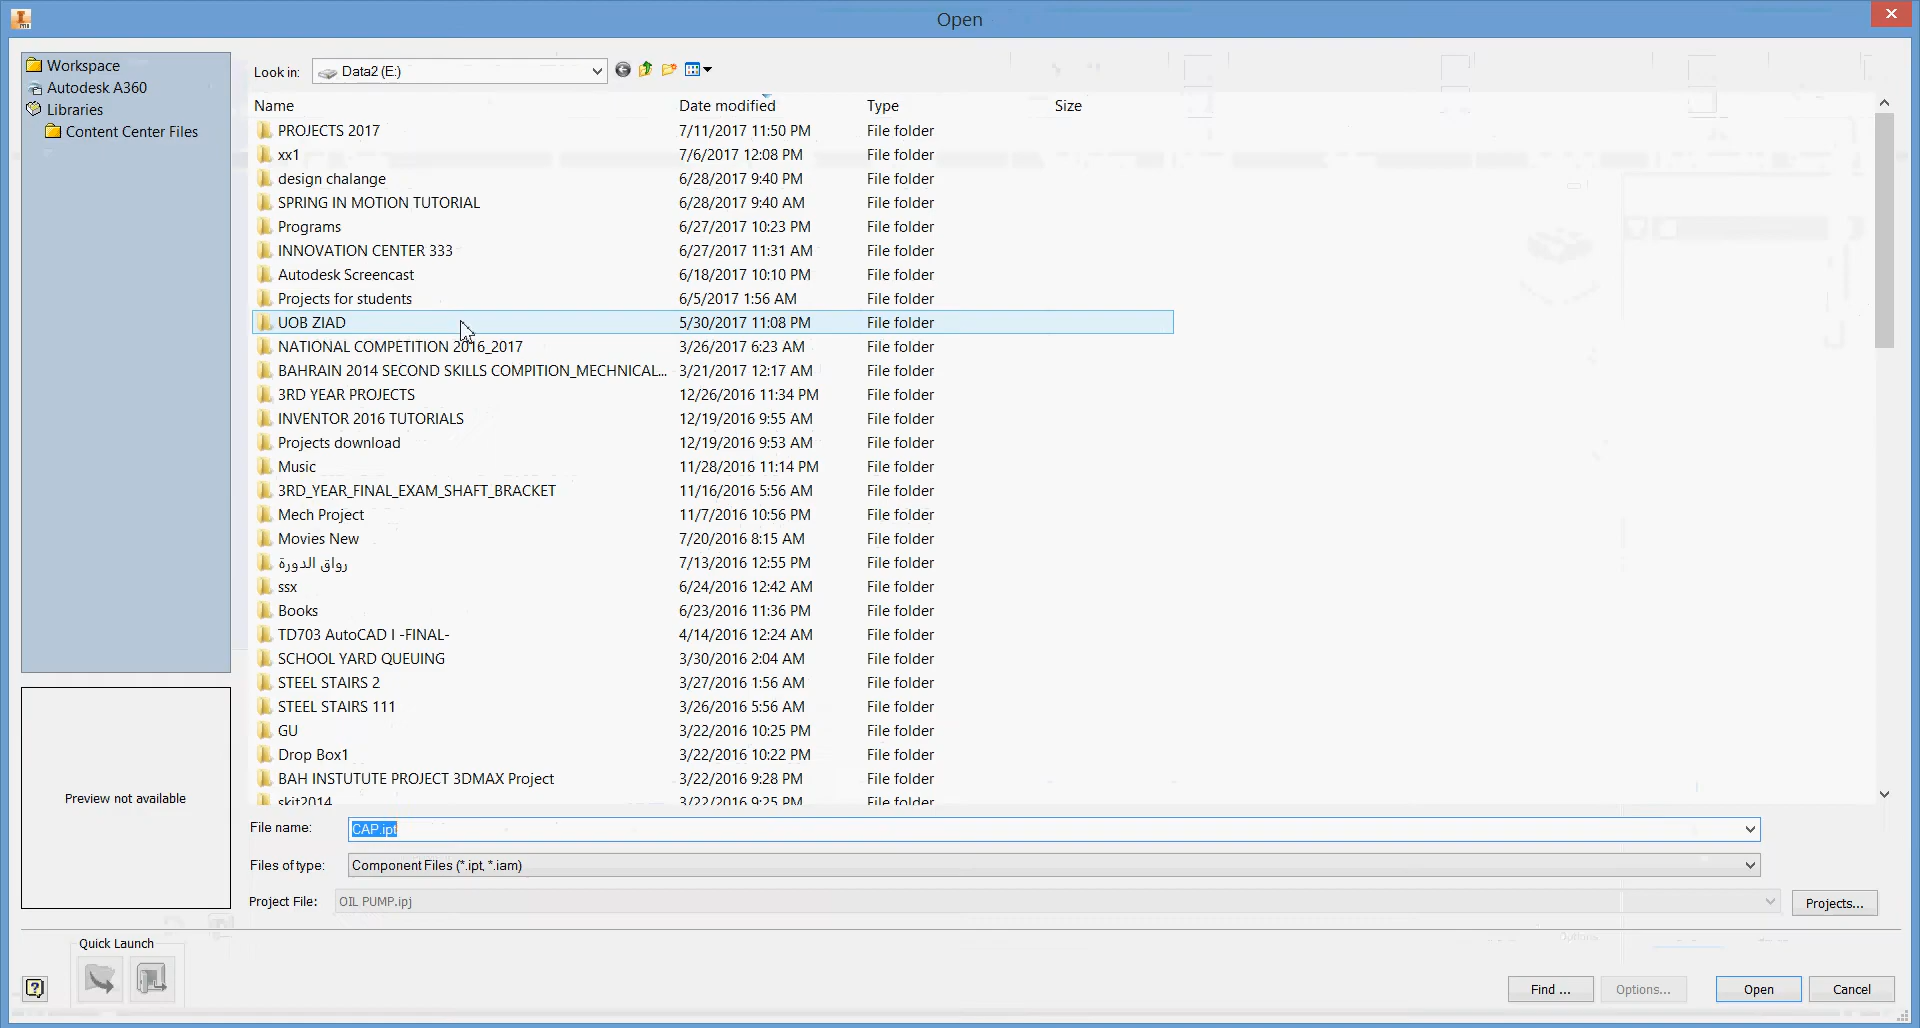 Open
Workspace
Autodesk A360
Libraries
Content Center Files
Look in: Data2 (E:)
Name Date modified Type Size
PROJECTS 2017 7/11/2017 11:50 PM File folder
xx1 7/6/2017 12:08 PM File folder
design chalange 6/28/2017 9:40 PM File folder
SPRING IN MOTION TUTORIAL 6/28/2017 9:40 AM File folder
Programs 6/27/2017 10:23 PM File folder
INNOVATION CENTER 333 6/27/2017 11:31 AM File folder
Autodesk Screencast 6/18/2017 10:10 PM File folder
Projects for students 6/5/2017 1:56 AM File folder
UOB ZIAD 5/30/2017 11:08 PM File folder
NATIONAL COMPETITION 2016_2017 3/26/2017 6:23 AM File folder
BAHRAIN 2014 SECOND SKILLS COMPITION_MECHNICAL... 3/21/2017 12:17 AM File folder
3RD YEAR PROJECTS 12/26/2016 11:34 PM File folder
INVENTOR 2016 TUTORIALS 12/19/2016 9:55 AM File folder
Projects download 12/19/2016 9:53 AM File folder
Music 11/28/2016 11:14 PM File folder
3RD_YEAR_FINAL_EXAM_SHAFT_BRACKET 11/16/2016 5:56 AM File folder
Mech Project 11/7/2016 10:56 PM File folder
Movies New 7/20/2016 8:15 AM File folder
رواق الدورة 7/13/2016 12:55 PM File folder
ssx 6/24/2016 12:42 AM File folder
Books 6/23/2016 11:36 PM File folder
TD703 AutoCAD I -FINAL- 4/14/2016 12:24 AM File folder
SCHOOL YARD QUEUING 3/30/2016 2:04 AM File folder
STEEL STAIRS 2 3/27/2016 1:56 AM File folder
STEEL STAIRS 111 3/26/2016 5:56 AM File folder
GU 3/22/2016 10:25 PM File folder
Drop Box1 3/22/2016 10:22 PM File folder
BAH INSTUTUTE PROJECT 3DMAX Project 3/22/2016 9:28 PM File folder
skit2014 3/22/2016 9:25 PM File folder
Preview not available
File name: CAP.ipt
Files of type: Component Files (*.ipt, *.iam)
Project File: OIL PUMP.ipj Projects...
Quick Launch
Find ... Options... Open Cancel